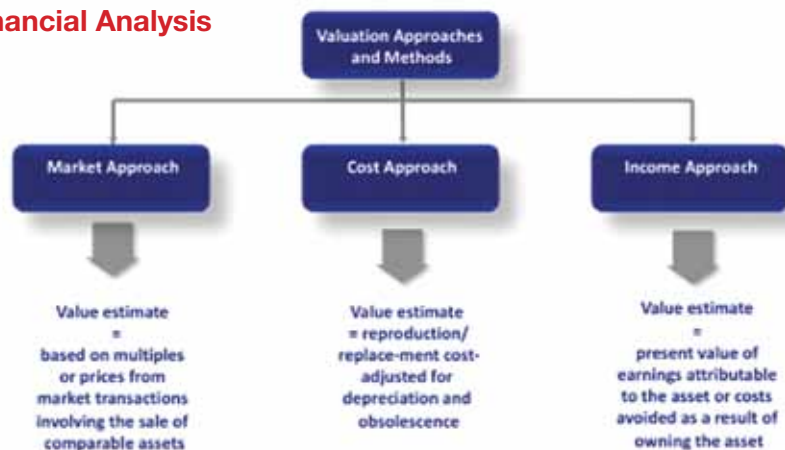 nancial Analysis
Valuation Approaches
and Methods
Market Approach
Cost Approach
Income Approach
Value estimate
=
based on multiples
or prices from
market transactions
involving the sale of
comparable assets
Value estimate
= reproduction/
replace-ment cost-
adjusted for
depreciation and
obsolescence
Value estimate
=
present value of
earnings attributable
to the asset or costs
avoided as a result of
owning the asset